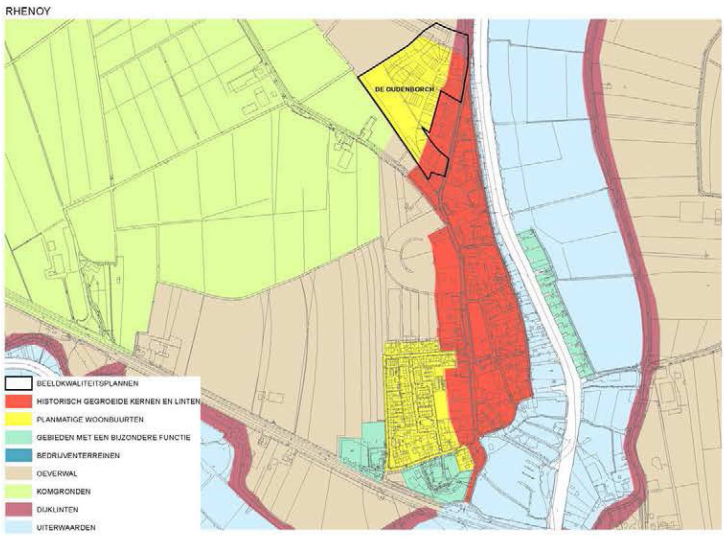 RHENOY
DE OUDENBORCH
BEELDKWALITEITSPLANNEN
HISTORISCH GEGROEIDE KERNEN EN LINTEN
PLANMATIGE WOONBUURTEN
GEBIEDEN MET EEN BIJZONDERE FUNCTIE
BEDRIJVENTERREINEN
OEVERWAL
KOMGRONDEN
DIJKLINTEN
UITERWAARDEN